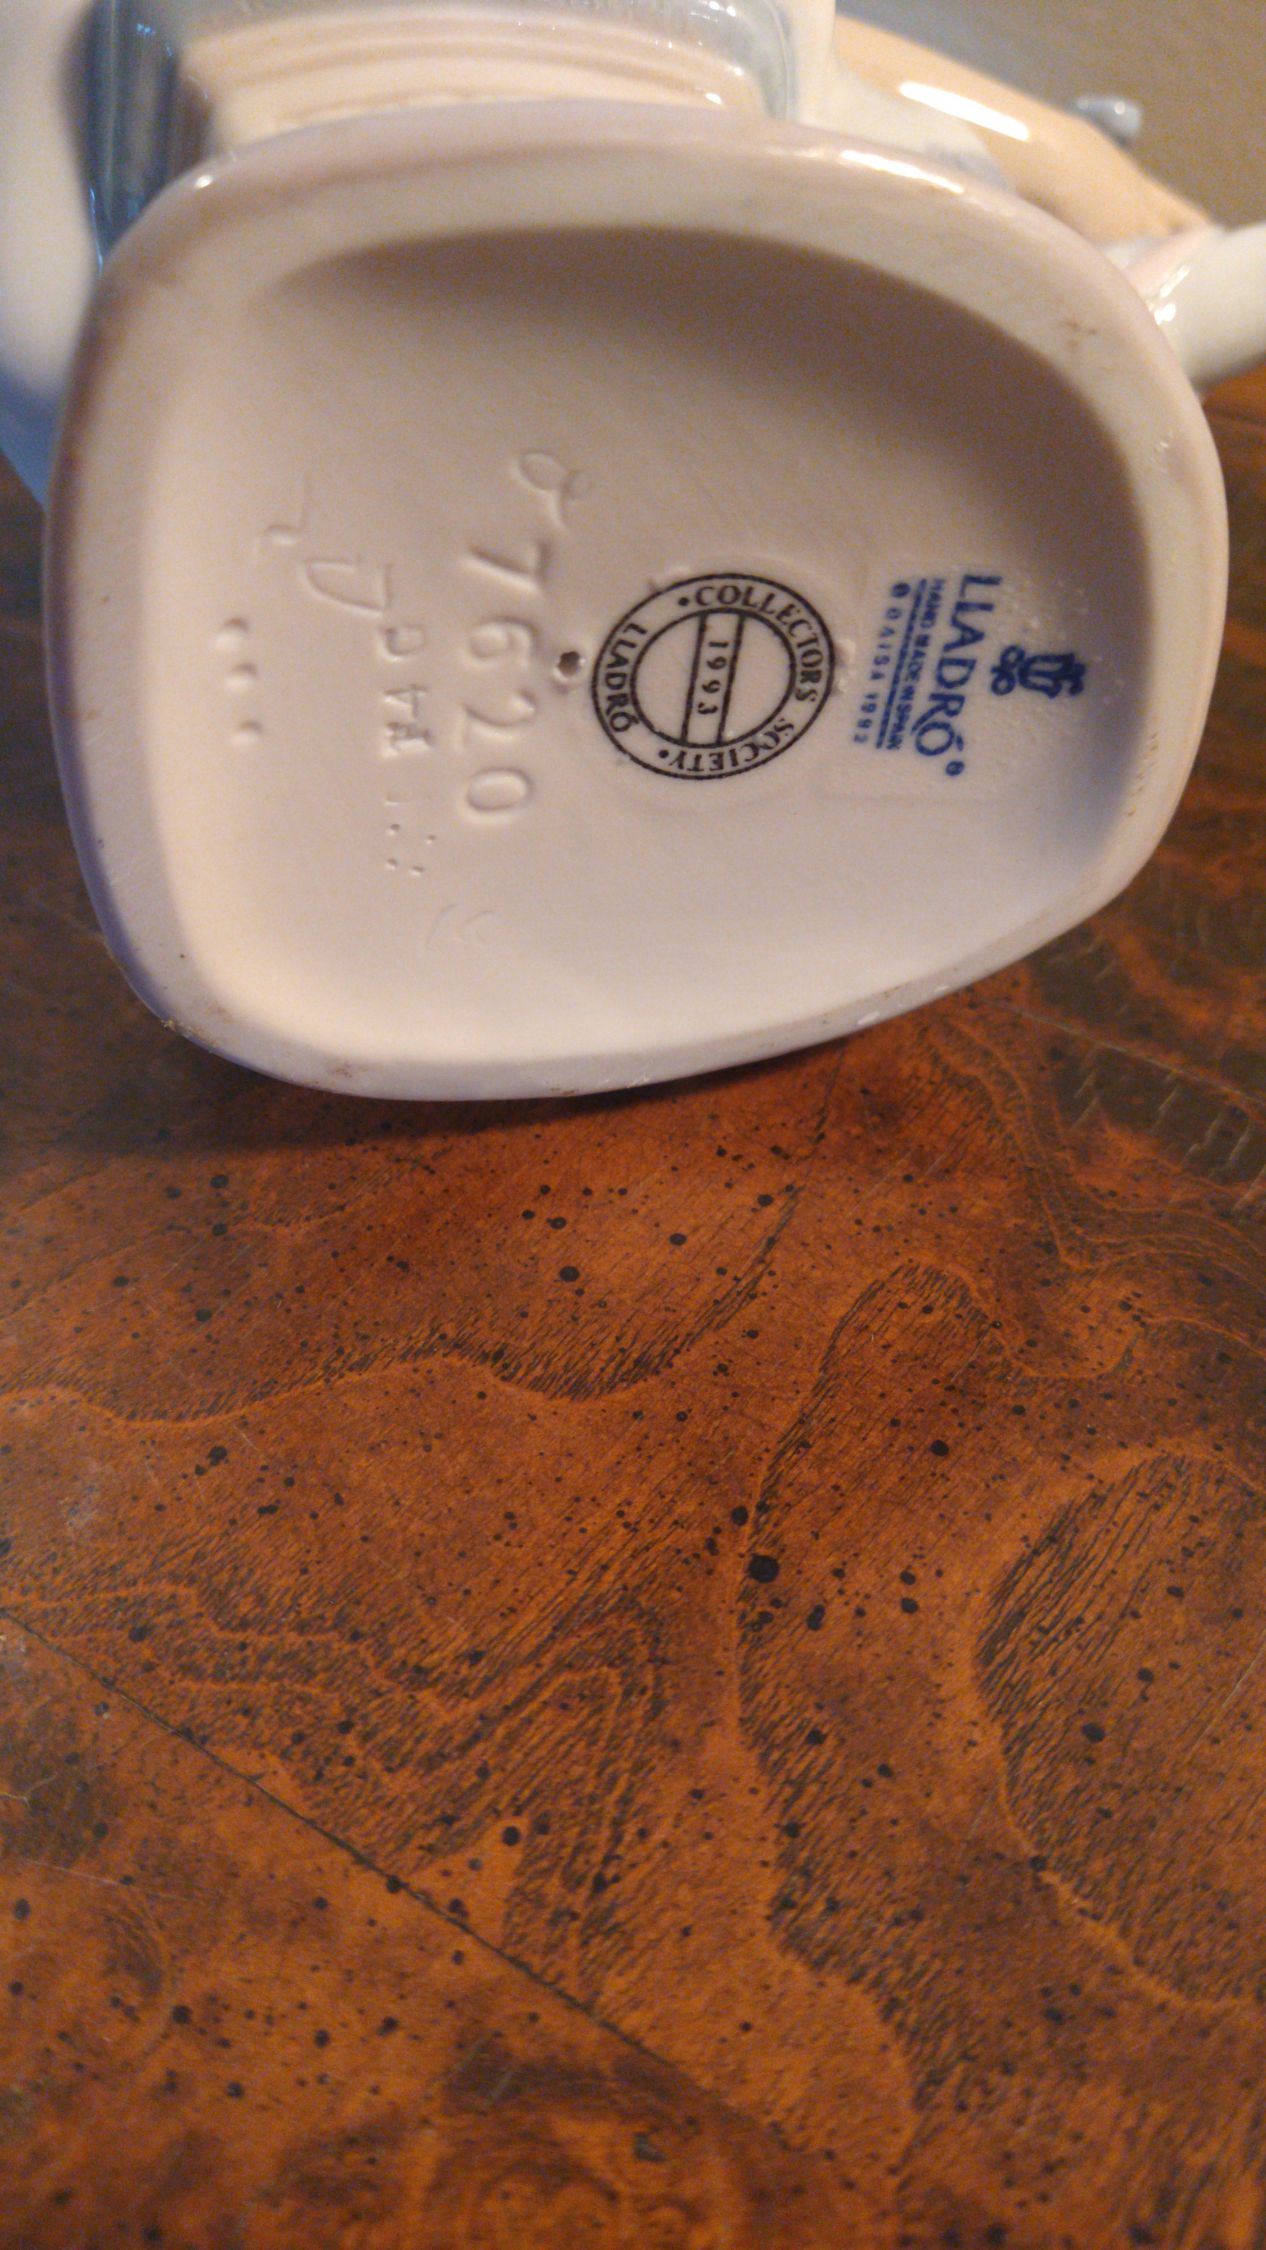 LLADRÓ®
HAND MADE IN SPAIN
© DAISA 1992
• COLLECTORS SOCIETY •
1993
LLADRÓ
7620